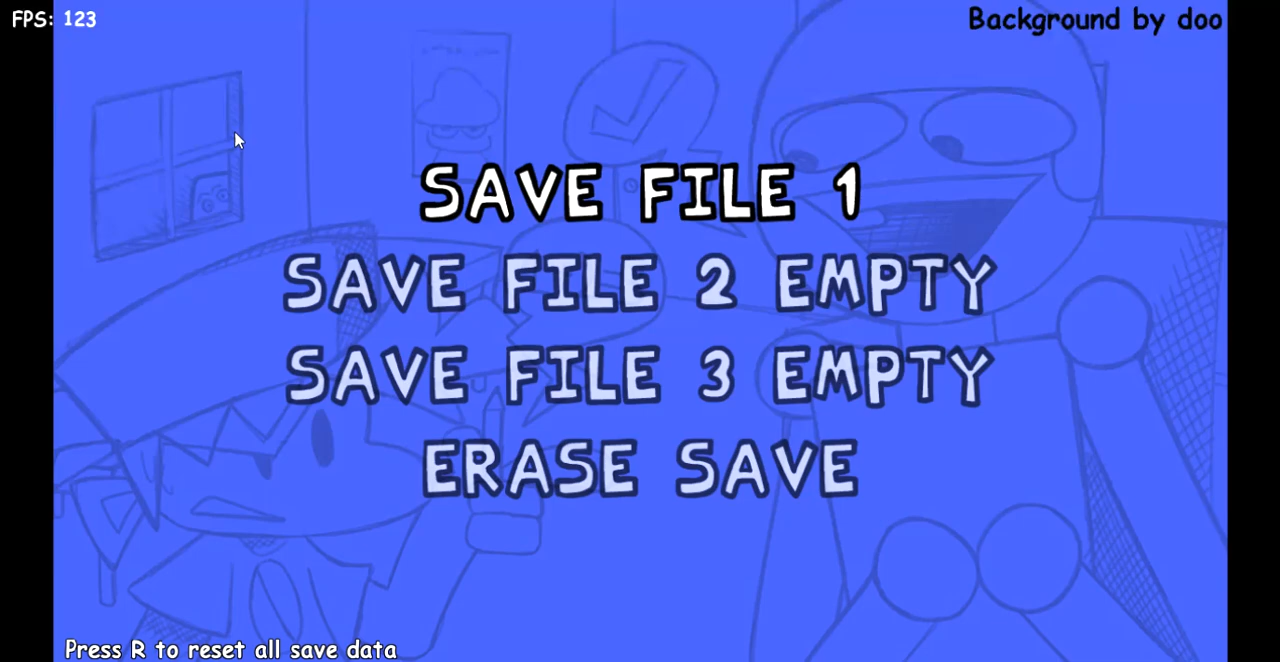 FPS: 123
Background by doo
SAVE FILE 1
SAVE FILE 2 EMPTY
SAVE FILE 3 EMPTY
ERASE SAVE
Press R to reset all save data